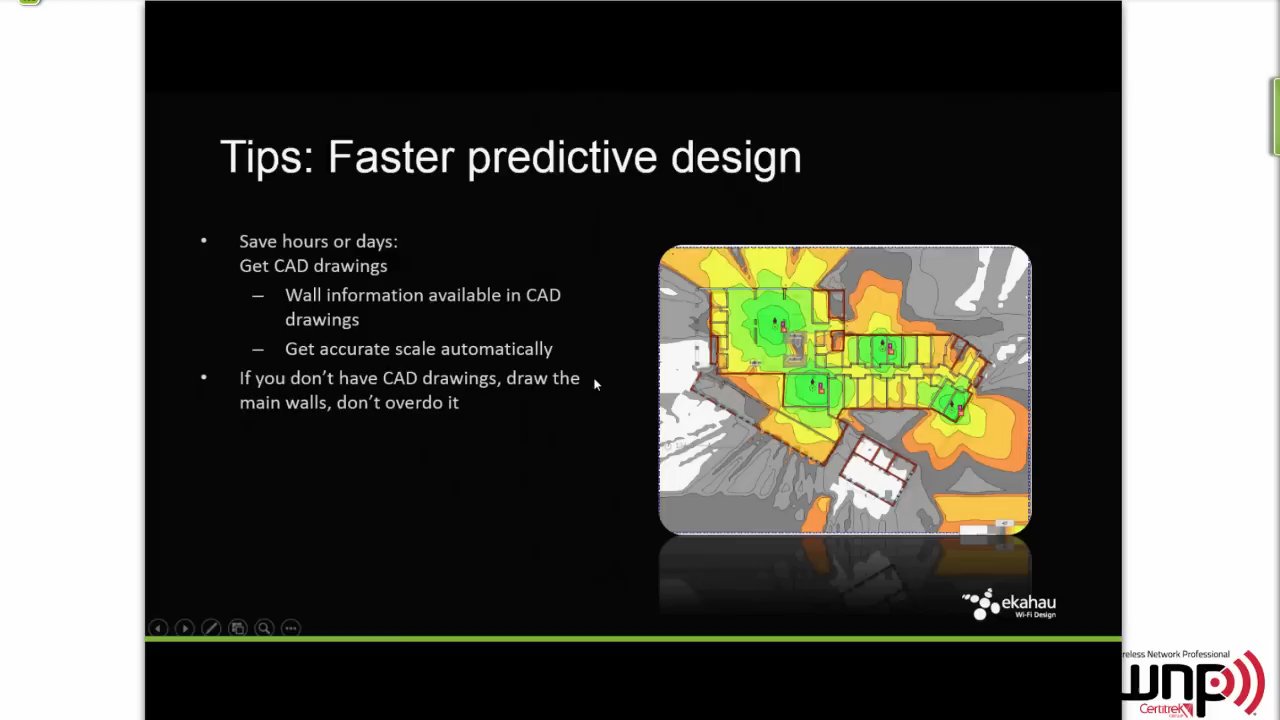 Tips: Faster predictive design
• Save hours or days:
Get CAD drawings
– Wall information available in CAD
drawings
– Get accurate scale automatically
• If you don’t have CAD drawings, draw the
main walls, don’t overdo it
ekahau
Wi-Fi Design
reless Network Professional
wnp
Certitrek